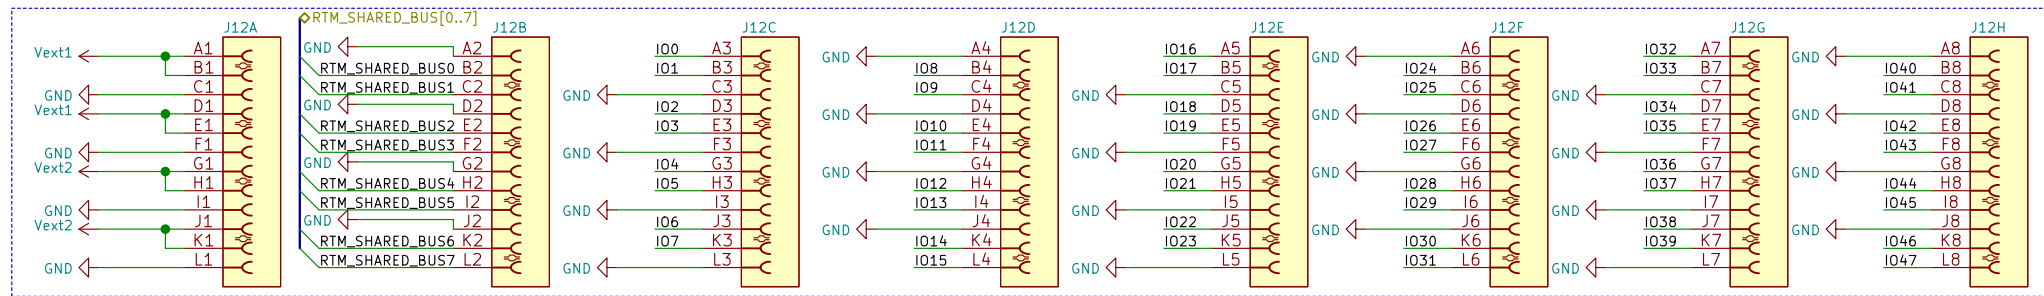 RTM_SHARED_BUS[0..7]
J12A
Vext1 A1
B1
GND C1
Vext1 D1
E1
GND F1
Vext2 G1
H1
GND I1
Vext2 J1
K1
GND L1
J12B
GND A2
RTM_SHARED_BUS0 B2
RTM_SHARED_BUS1 C2
GND D2
RTM_SHARED_BUS2 E2
RTM_SHARED_BUS3 F2
GND G2
RTM_SHARED_BUS4 H2
RTM_SHARED_BUS5 I2
GND J2
RTM_SHARED_BUS6 K2
RTM_SHARED_BUS7 L2
J12C
IO0 A3
IO1 B3
GND C3
IO2 D3
IO3 E3
GND F3
IO4 G3
IO5 H3
GND I3
IO6 J3
IO7 K3
GND L3
J12D
GND A4
IO8 B4
IO9 C4
GND D4
IO10 E4
IO11 F4
GND G4
IO12 H4
IO13 I4
GND J4
IO14 K4
IO15 L4
J12E
IO16 A5
IO17 B5
GND C5
IO18 D5
IO19 E5
GND F5
IO20 G5
IO21 H5
GND I5
IO22 J5
IO23 K5
GND L5
J12F
GND A6
IO24 B6
IO25 C6
GND D6
IO26 E6
IO27 F6
GND G6
IO28 H6
IO29 I6
GND J6
IO30 K6
IO31 L6
J12G
IO32 A7
IO33 B7
GND C7
IO34 D7
IO35 E7
GND F7
IO36 G7
IO37 H7
GND I7
IO38 J7
IO39 K7
GND L7
J12H
GND A8
IO40 B8
IO41 C8
GND D8
IO42 E8
IO43 F8
GND G8
IO44 H8
IO45 I8
GND J8
IO46 K8
IO47 L8